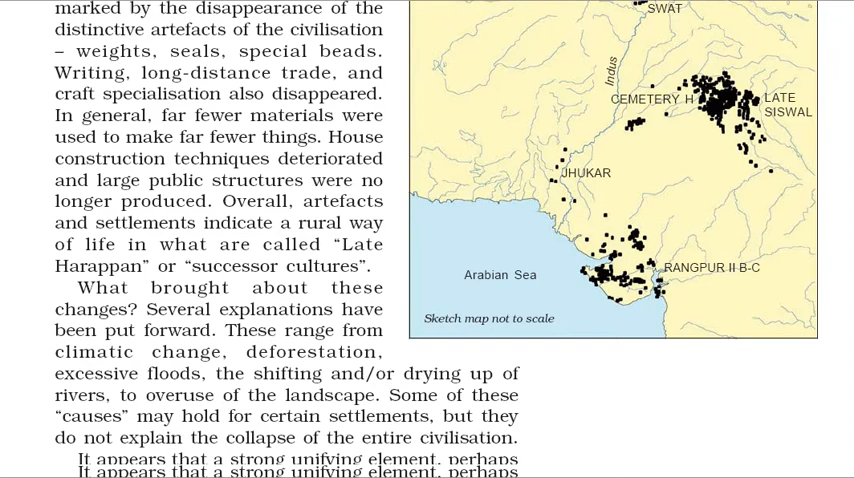 marked by the disappearance of the
distinctive artefacts of the civilisation
– weights, seals, special beads.
Writing, long-distance trade, and
craft specialisation also disappeared.
In general, far fewer materials were
used to make far fewer things. House
construction techniques deteriorated
and large public structures were no
longer produced. Overall, artefacts
and settlements indicate a rural way
of life in what are called “Late
Harappan” or “successor cultures”.
What brought about these
changes? Several explanations have
been put forward. These range from
climatic change, deforestation,
excessive floods, the shifting and/or drying up of
rivers, to overuse of the landscape. Some of these
“causes” may hold for certain settlements, but they
do not explain the collapse of the entire civilisation.
It appears that a strong unifying element, perhaps
It appears that a strong unifying element, perhaps
SWAT
Indus
CEMETERY H
LATE
SISWAL
JHUKAR
RANGPUR II B-C
Arabian Sea
Sketch map not to scale